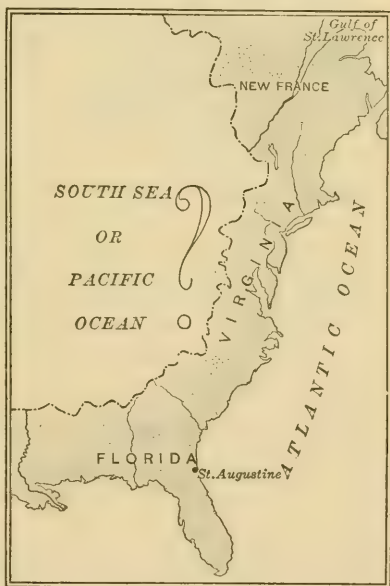 Gulf of
St. Lawrence
NEW FRANCE
SOUTH SEA
OR
PACIFIC
OCEAN
?
VIRGINIA
ATLANTIC OCEAN
FLORIDA
St. Augustine